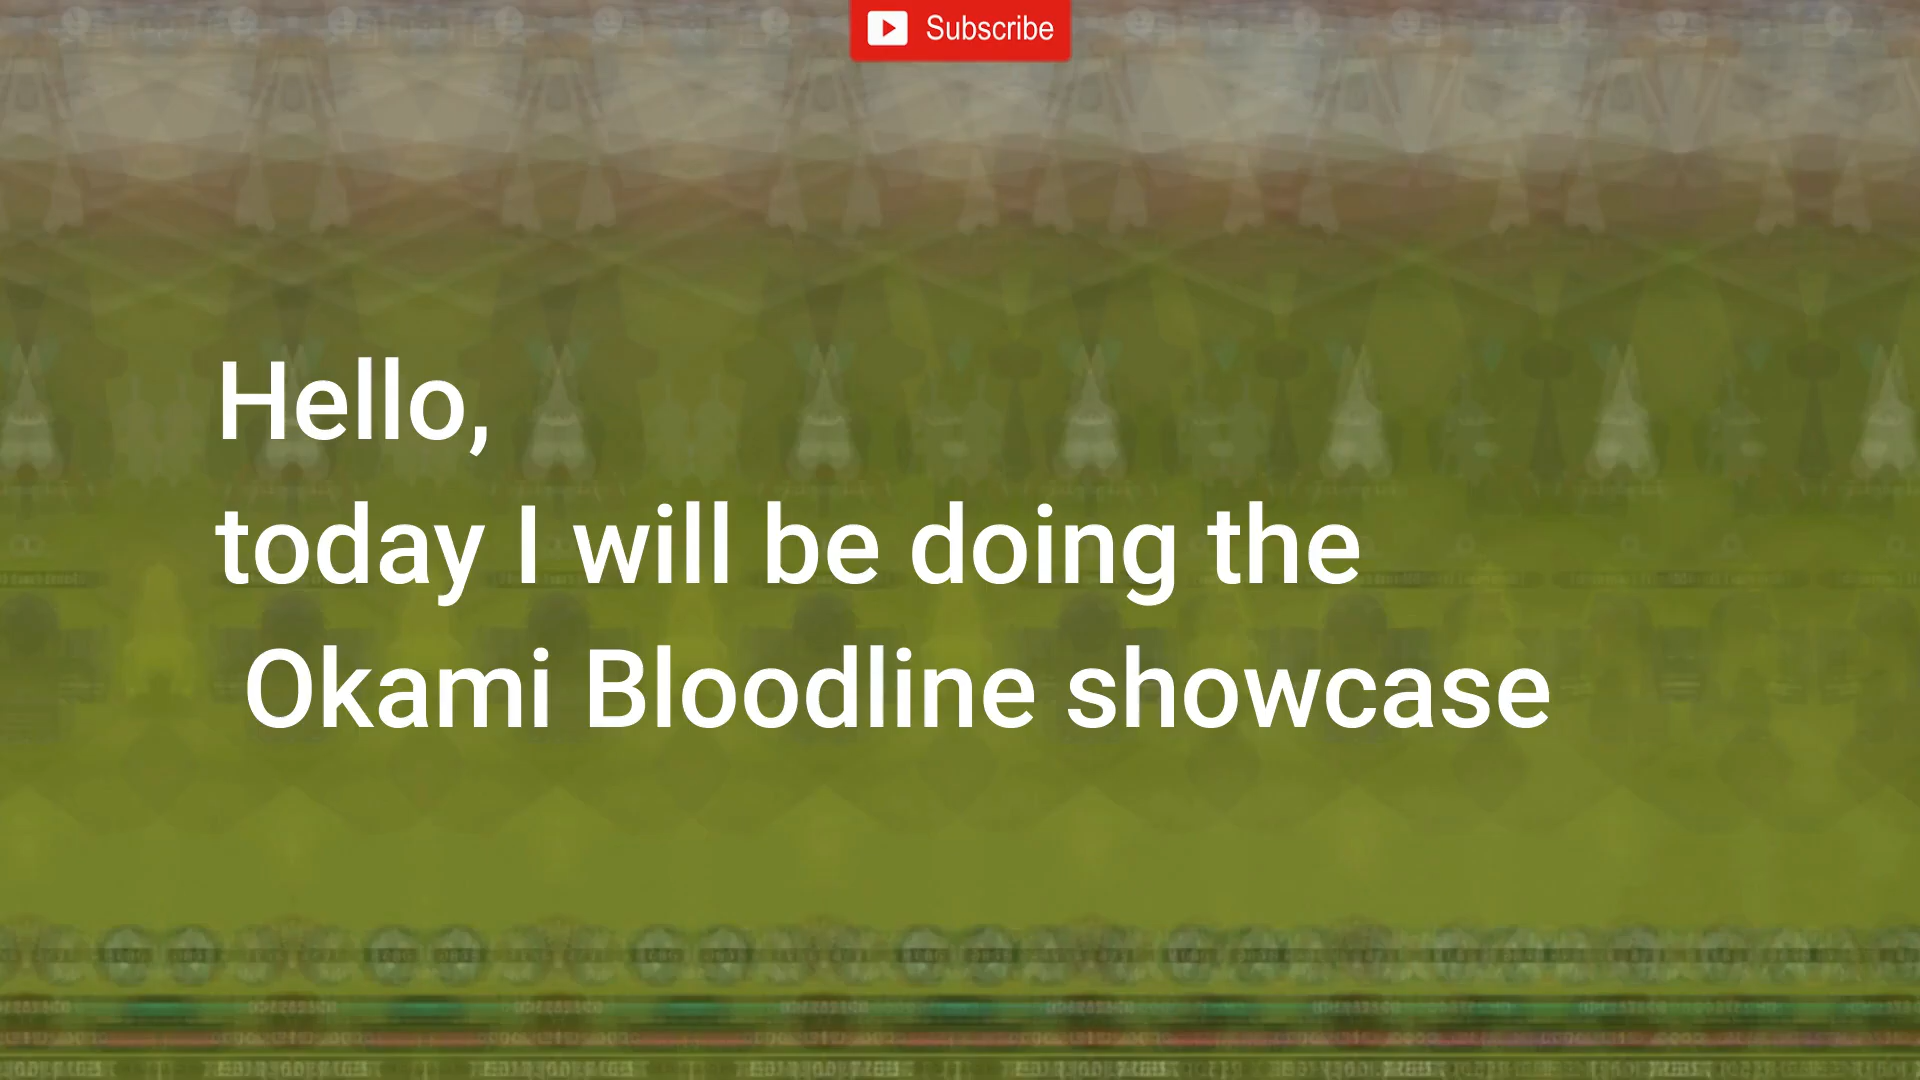 Subscribe
Hello,
today I will be doing the
Okami Bloodline showcase